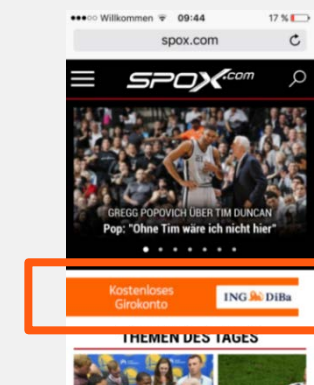 Willkommen 09:44 17 %
spox.com
SPOX.com
GREGG POPOVICH ÜBER TIM DUNCAN
Pop: "Ohne Tim wäre ich nicht hier"
Kostenloses
Girokonto
ING DiBa
THEMEN DES TAGES